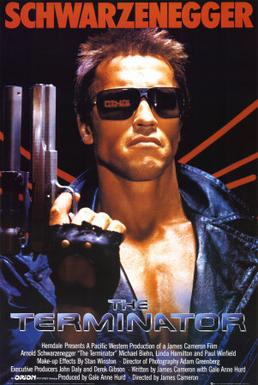 SCHWARZENEGGER
THE
TERMINATOR
Hemdale Presents A Pacific Western Production of a James Cameron Film
Arnold Schwarzenegger "The Terminator" Michael Biehn, Linda Hamilton and Paul Winfield
Make-up Effects By Stan Winston · Director of Photography Adam Greenberg
Executive Producers John Daly and Derek Gibson · Written by James Cameron with Gale Anne Hurd
ORION Produced by Gale Anne Hurd Directed by James Cameron